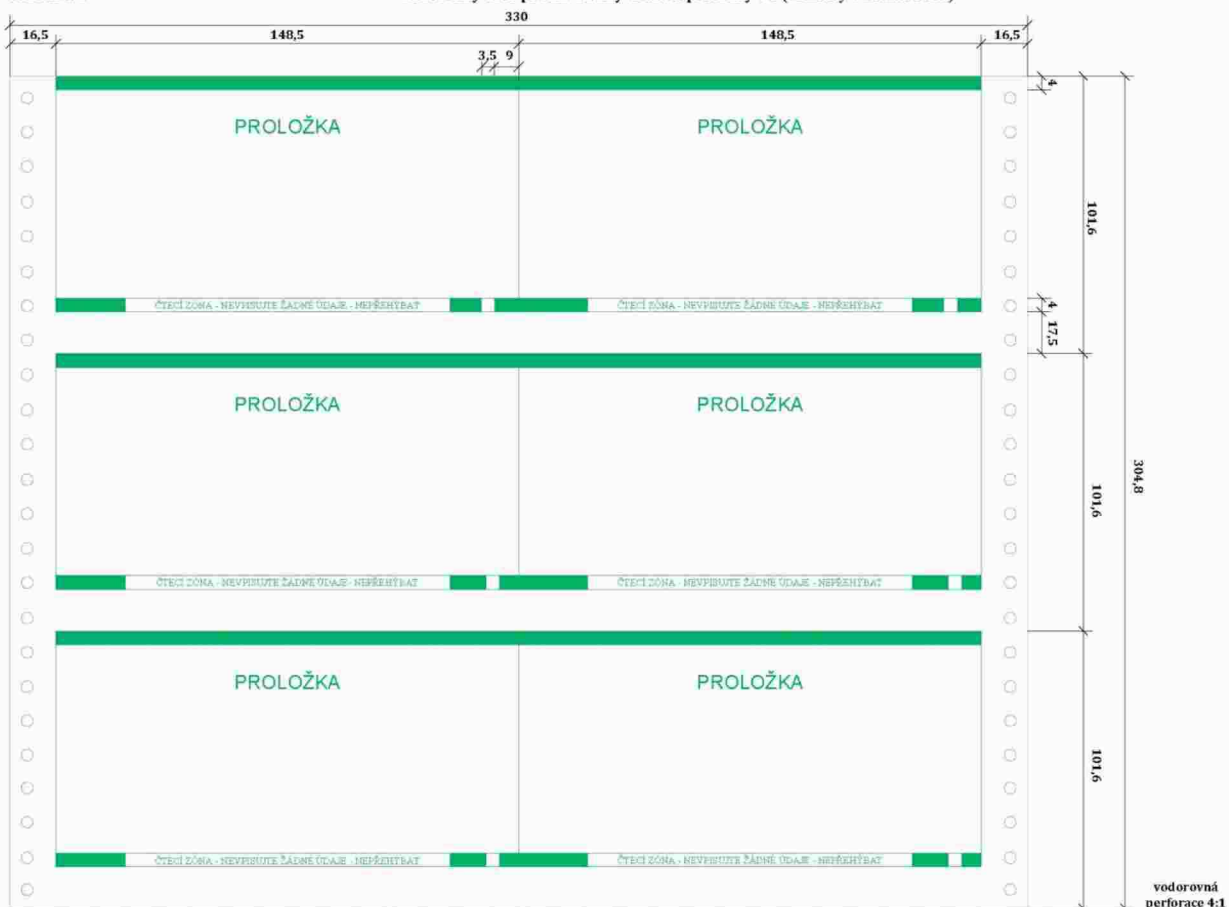 330
16,5 148,5 148,5 16,5
3,5 9
4
PROLOŽKA PROLOŽKA
101,6
ČTECÍ ZÓNA - NEVPISUJTE ŽÁDNÉ ÚDAJE - NEPŘEHÝBAT ČTECÍ ZÓNA - NEVPISUJTE ŽÁDNÉ ÚDAJE - NEPŘEHÝBAT
4
17,5
PROLOŽKA PROLOŽKA
304,8
101,6
ČTECÍ ZÓNA - NEVPISUJTE ŽÁDNÉ ÚDAJE - NEPŘEHÝBAT ČTECÍ ZÓNA - NEVPISUJTE ŽÁDNÉ ÚDAJE - NEPŘEHÝBAT
PROLOŽKA PROLOŽKA
101,6
ČTECÍ ZÓNA - NEVPISUJTE ŽÁDNÉ ÚDAJE - NEPŘEHÝBAT ČTECÍ ZÓNA - NEVPISUJTE ŽÁDNÉ ÚDAJE - NEPŘEHÝBAT
vodorovná
perforace 4:1